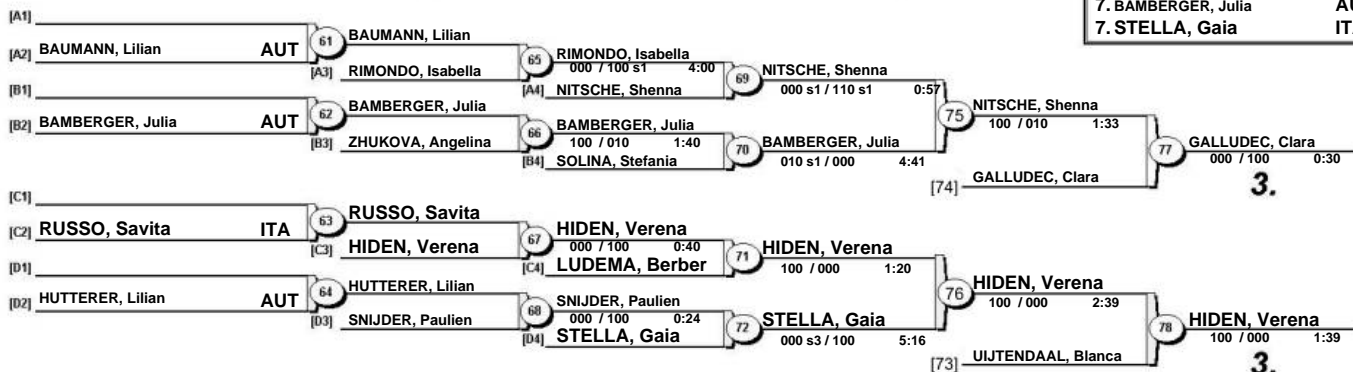 7. BAMBERGER, Julia AU
7. STELLA, Gaia IT
[A1]
[A2] BAUMANN, Lilian AUT
61 BAUMANN, Lilian
[A3] RIMONDO, Isabella
65 RIMONDO, Isabella
000 / 100 s1 4:00
[A4] NITSCHE, Shenna
69 NITSCHE, Shenna
000 s1 / 110 s1 0:57
[B1]
[B2] BAMBERGER, Julia AUT
62 BAMBERGER, Julia
[B3] ZHUKOVA, Angelina
66 BAMBERGER, Julia
100 / 010 1:40
[B4] SOLINA, Stefania
70 BAMBERGER, Julia
010 s1 / 000 4:41
75 NITSCHE, Shenna
100 / 010 1:33
[74] GALLUDEC, Clara
77 GALLUDEC, Clara
000 / 100 0:30
3.
[C1]
[C2] RUSSO, Savita ITA
63 RUSSO, Savita
[C3] HIDEN, Verena
67 HIDEN, Verena
000 / 100 0:40
[C4] LUDEMA, Berber
71 HIDEN, Verena
100 / 000 1:20
[D1]
[D2] HUTTERER, Lilian AUT
64 HUTTERER, Lilian
[D3] SNIJDER, Paulien
68 SNIJDER, Paulien
000 / 100 0:24
[D4] STELLA, Gaia
72 STELLA, Gaia
000 s3 / 100 5:16
76 HIDEN, Verena
100 / 000 2:39
[73] UIJTENDAAL, Blanca
78 HIDEN, Verena
100 / 000 1:39
3.